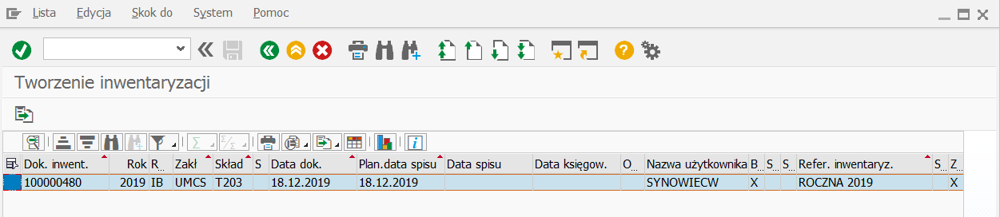 Lista Edycja Skok do System Pomoc
Tworzenie inwentaryzacji
Dok. inwent. Rok R... Zakł Skład S Data dok. Plan.data spisu Data spisu Data księgow. O... Nazwa użytkownika B... S... S... Refer. inwentaryz. S... Z...
100000480 2019 IB UMCS T203 18.12.2019 18.12.2019 SYNOWIECW X ROCZNA 2019 X